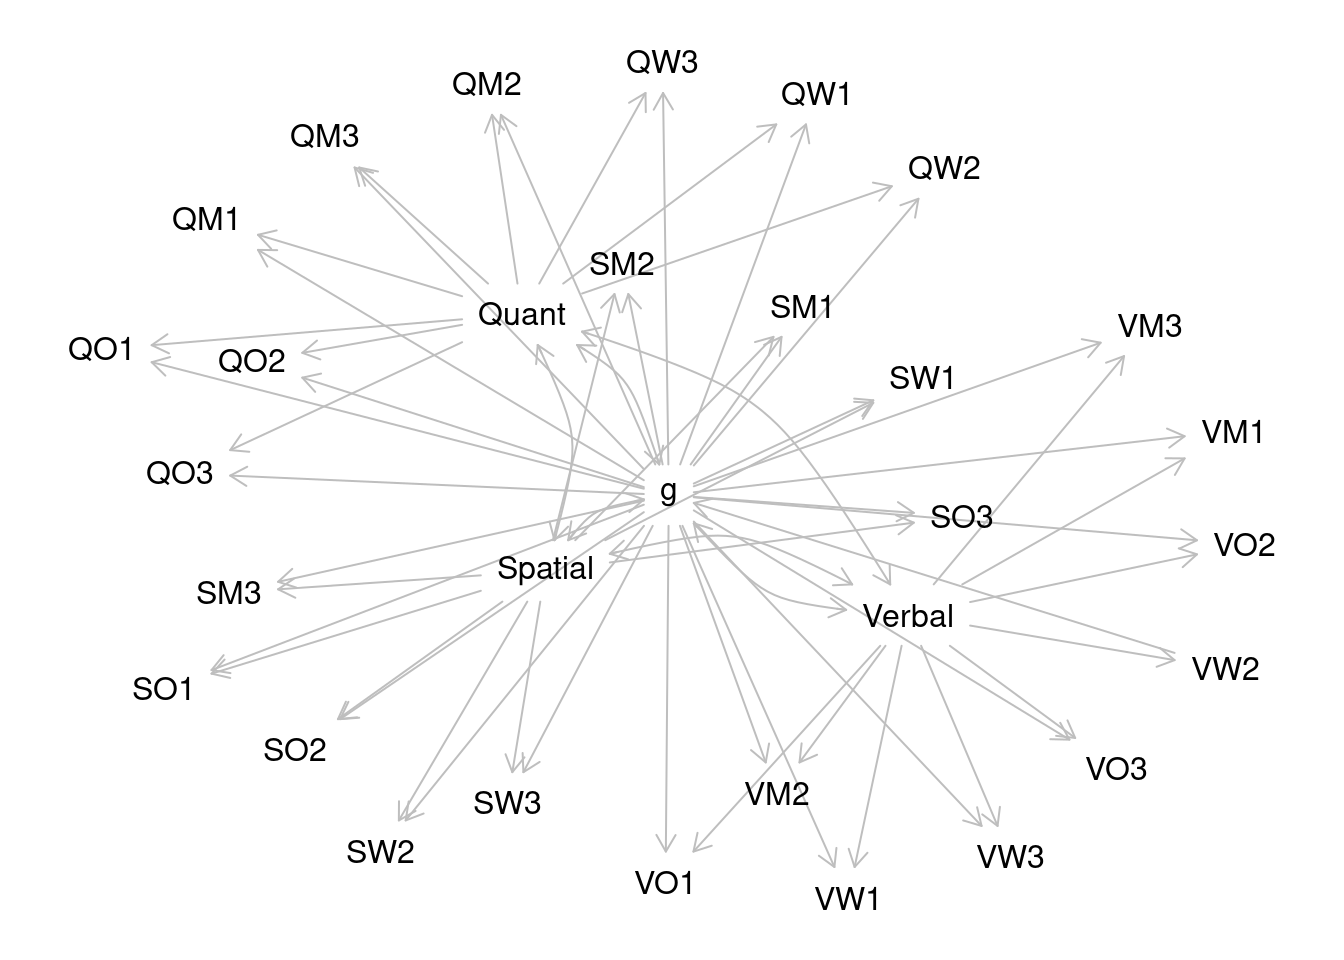 QW3
QM2
QW1
QM3
QW2
QM1
SM2
SM1
Quant
VM3
QO1
QO2
SW1
VM1
QO3
g
SO3
VO2
Spatial
SM3
Verbal
VW2
SO1
SO2
VO3
VM2
SW3
SW2
VW3
VO1
VW1